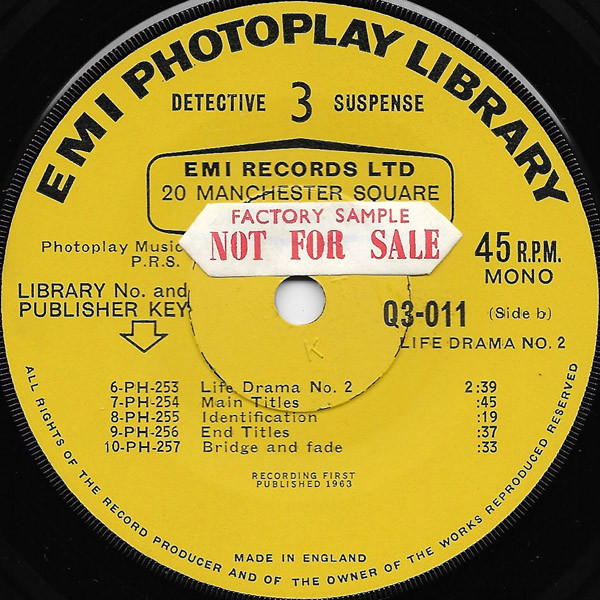 EMI PHOTOPLAY LIBRARY
DETECTIVE 3 SUSPENSE
EMI RECORDS LTD
20 MANCHESTER SQUARE
FACTORY SAMPLE
NOT FOR SALE
Photoplay Music
P.R.S.
45 R.P.M.
MONO
LIBRARY No. and
PUBLISHER KEY
Q3-011 (Side b)
LIFE DRAMA NO. 2
K
6-PH-253 Life Drama No. 2 2:39
7-PH-254 Main Titles :45
8-PH-255 Identification :19
9-PH-256 End Titles :37
10-PH-257 Bridge and fade :33
RECORDING FIRST
PUBLISHED 1963
MADE IN ENGLAND
ALL RIGHTS OF THE RECORD PRODUCER AND OF THE OWNER OF THE WORKS REPRODUCED RESERVED